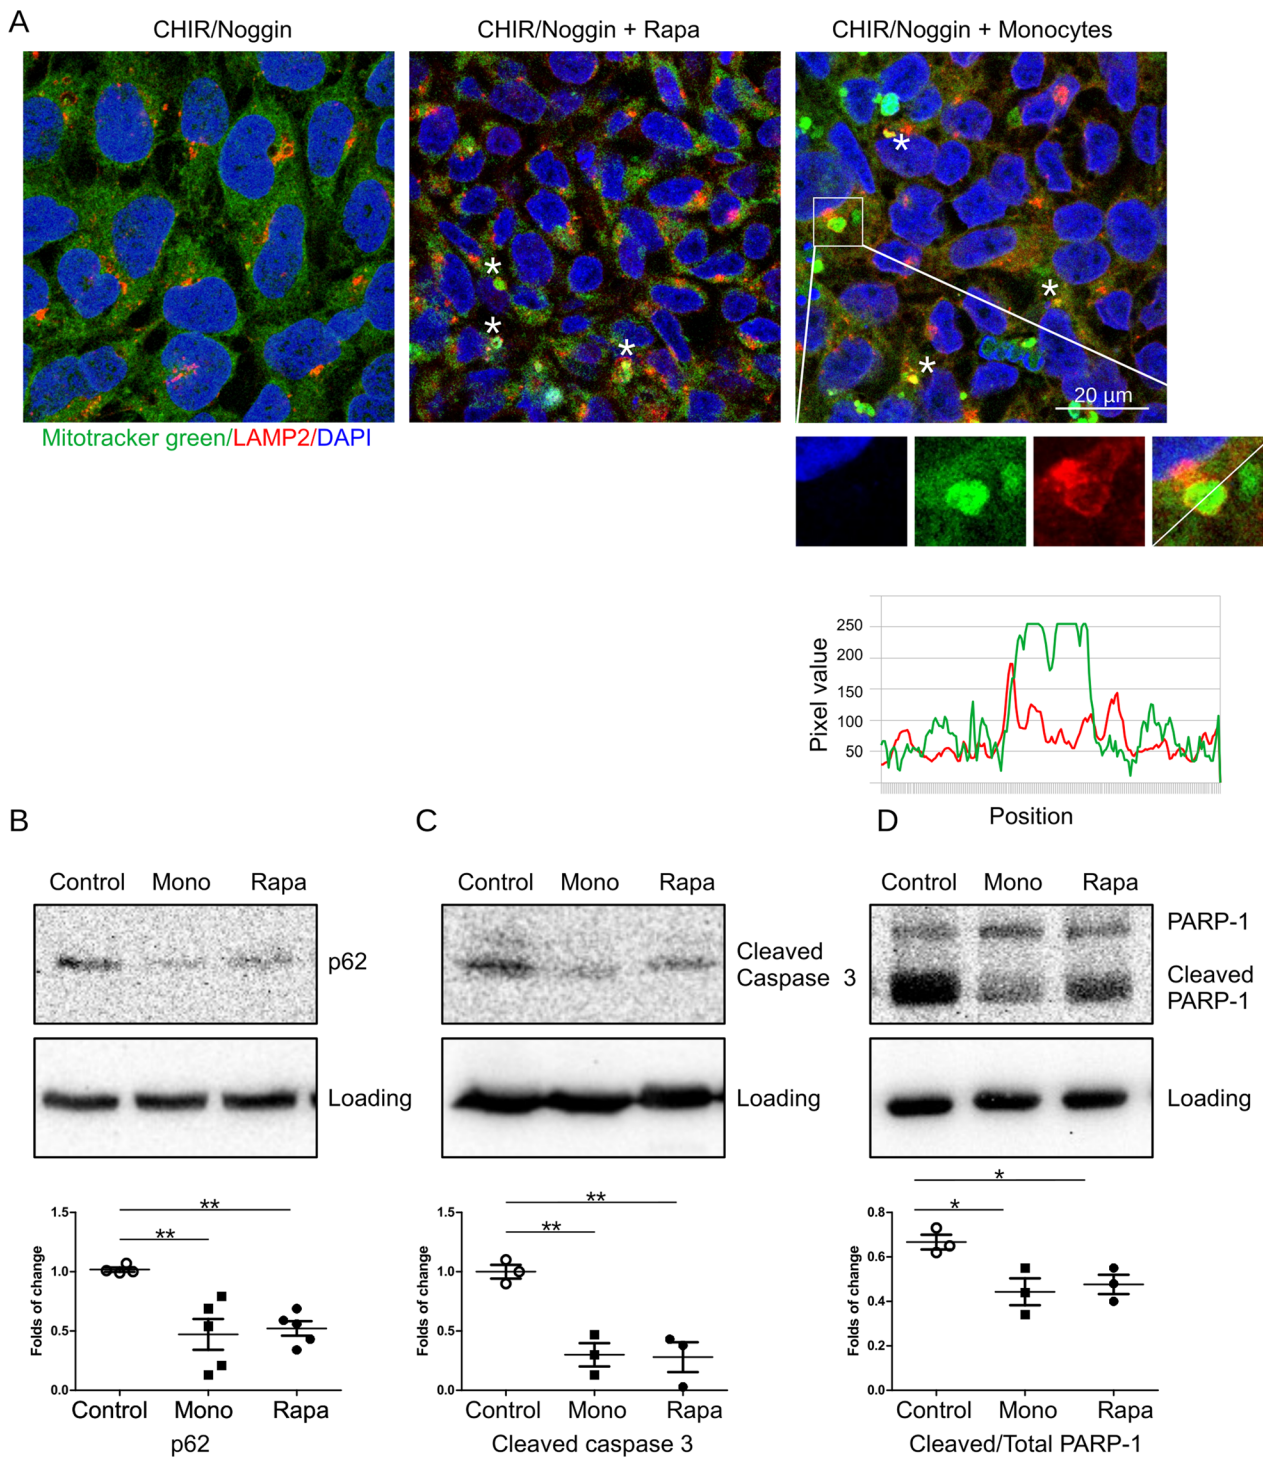 A
CHIR/Noggin
CHIR/Noggin + Rapa
CHIR/Noggin + Monocytes
*
*
*
*
*
*
20 µm
Mitotracker green/LAMP2/DAPI
Pixel value
250
200
150
100
50
Position
B
Control Mono Rapa
p62
Loading
**
**
Folds of change
1.5
1.0
0.5
0.0
Control Mono Rapa
p62
C
Control Mono Rapa
Cleaved
Caspase 3
Loading
**
**
Folds of change
1.5
1.0
0.5
0.0
Control Mono Rapa
Cleaved caspase 3
D
Control Mono Rapa
PARP-1
Cleaved
PARP-1
Loading
*
*
Folds of change
0.8
0.6
0.4
0.2
0.0
Control Mono Rapa
Cleaved/Total PARP-1